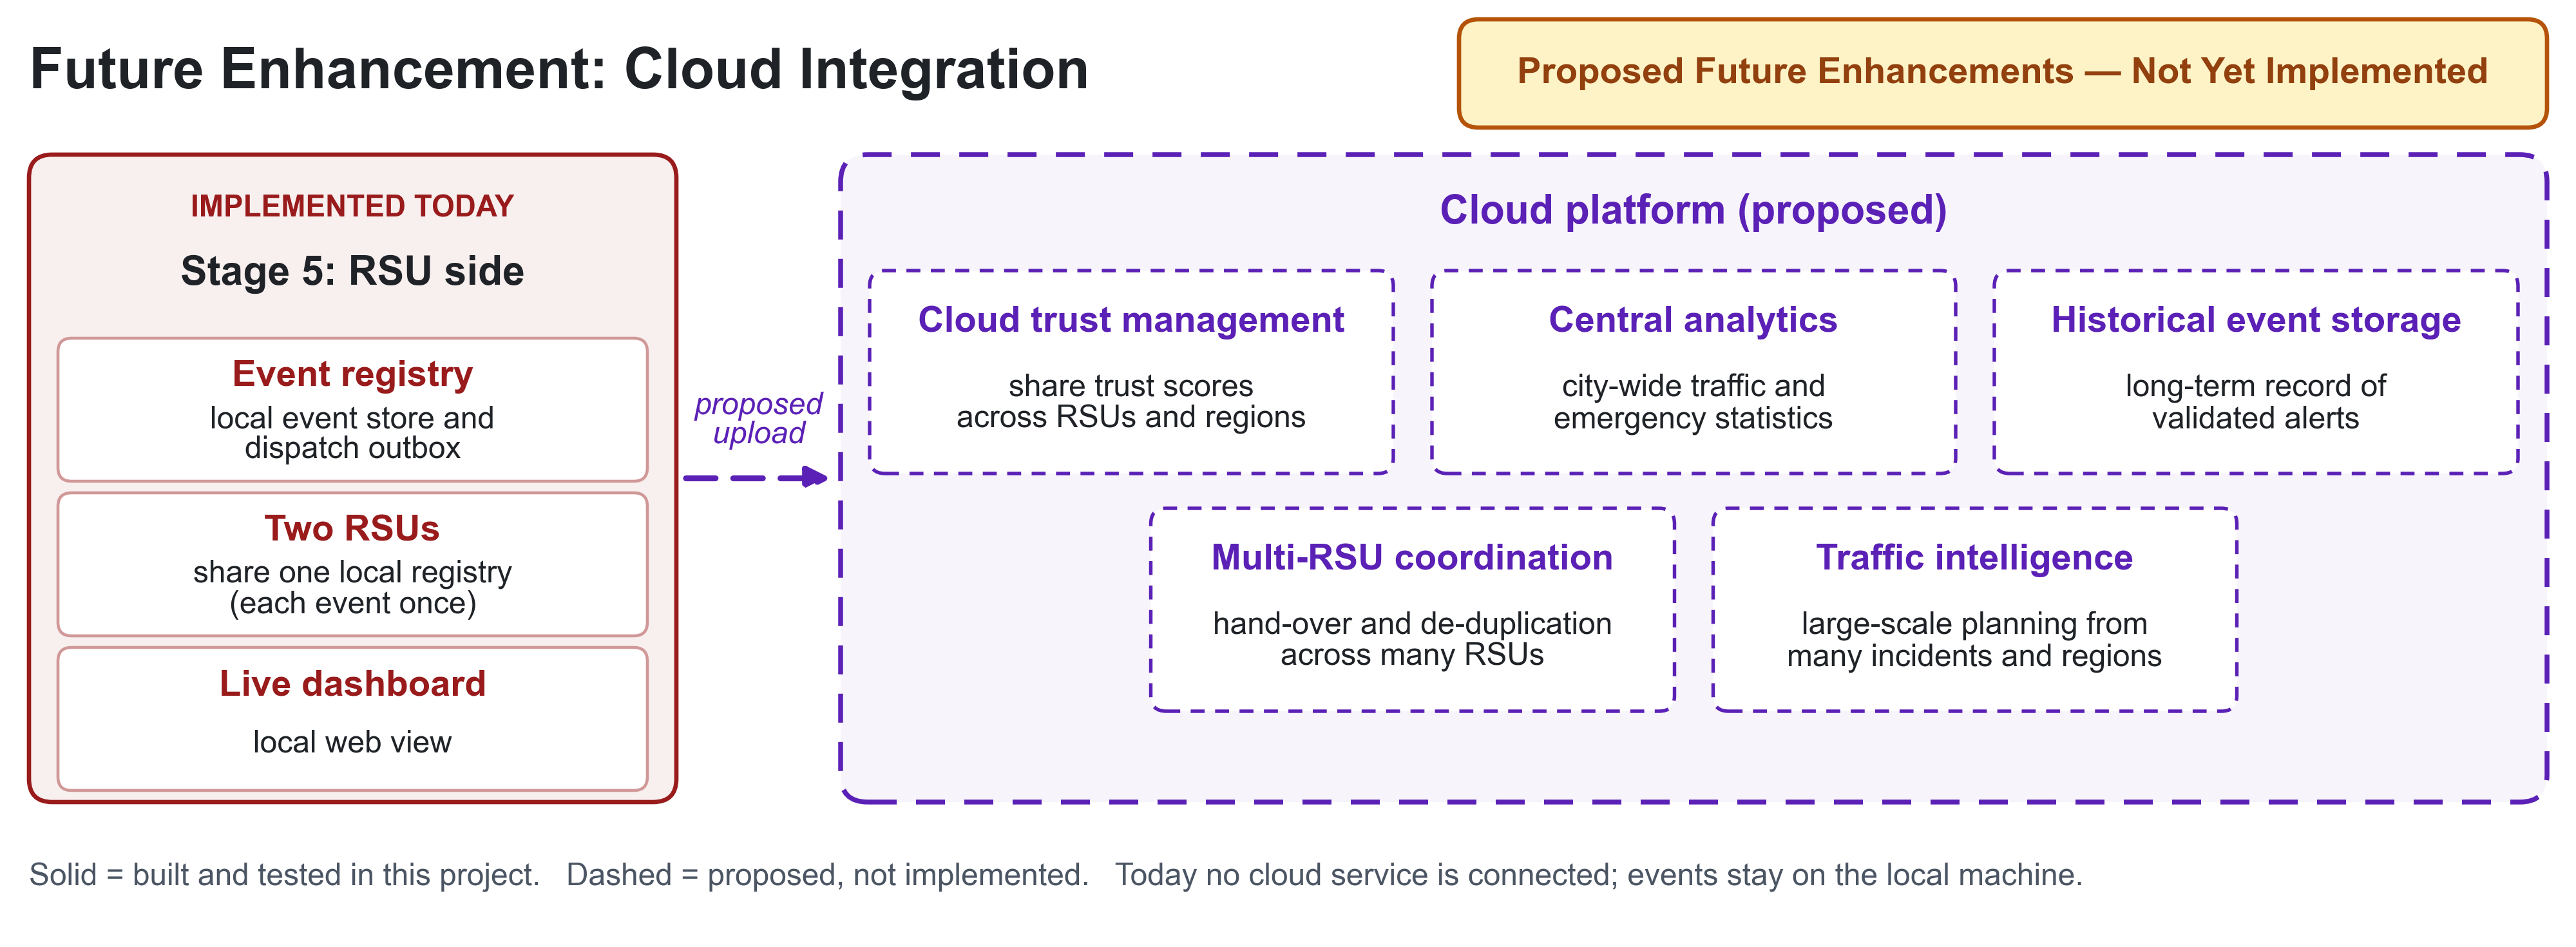 Future Enhancement: Cloud Integration
Proposed Future Enhancements — Not Yet Implemented
IMPLEMENTED TODAY
Stage 5: RSU side
Event registry
local event store and
dispatch outbox
Two RSUs
share one local registry
(each event once)
Live dashboard
local web view
proposed
upload
Cloud platform (proposed)
Cloud trust management
share trust scores
across RSUs and regions
Central analytics
city-wide traffic and
emergency statistics
Historical event storage
long-term record of
validated alerts
Multi-RSU coordination
hand-over and de-duplication
across many RSUs
Traffic intelligence
large-scale planning from
many incidents and regions
Solid = built and tested in this project. Dashed = proposed, not implemented. Today no cloud service is connected; events stay on the local machine.